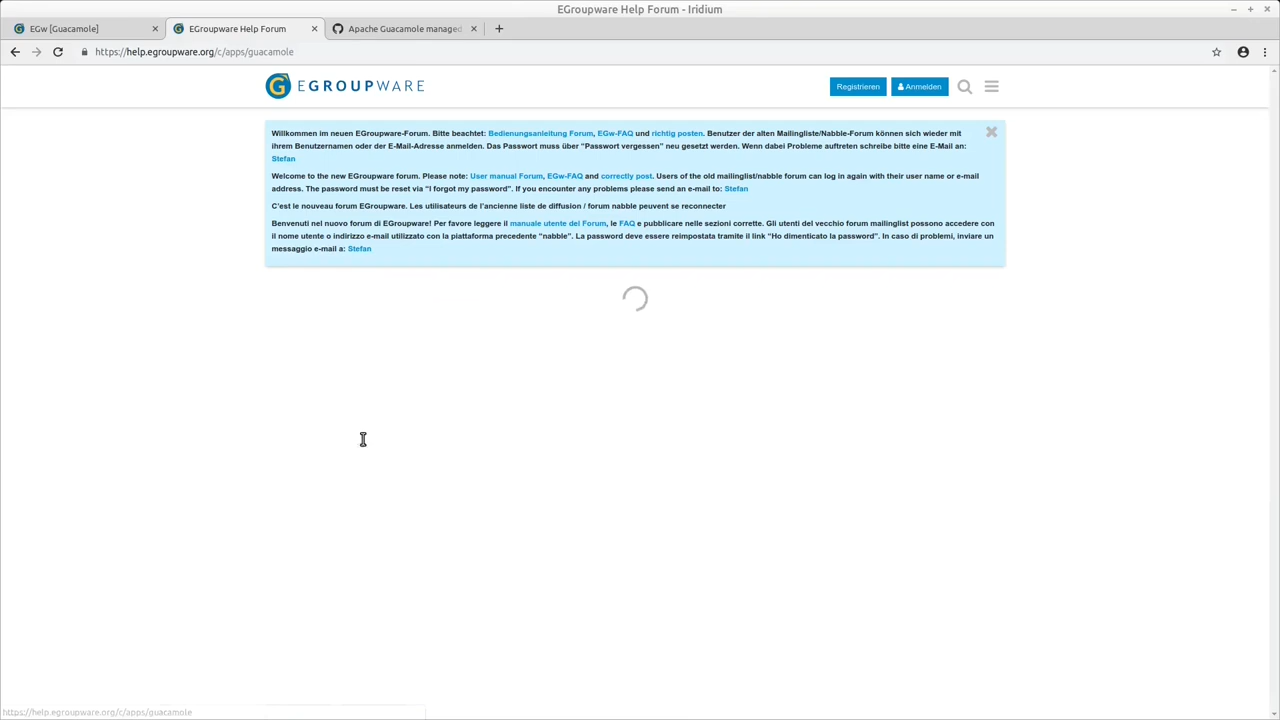 EGroupware Help Forum - Iridium
EGw [Guacamole]
EGroupware Help Forum
Apache Guacamole managed
https://help.egroupware.org/c/apps/guacamole
EGROUPWARE
Registrieren
Anmelden
Willkommen im neuen EGroupware-Forum. Bitte beachtet: Bedienungsanleitung Forum, EGw-FAQ und richtig posten. Benutzer der alten Mailingliste/Nabble-Forum können sich wieder mit
ihrem Benutzernamen oder der E-Mail-Adresse anmelden. Das Passwort muss über “Passwort vergessen” neu gesetzt werden. Wenn dabei Probleme auftreten schreibe bitte eine E-Mail an:
Stefan
Welcome to the new EGroupware forum. Please note: User manual Forum, EGw-FAQ and correctly post. Users of the old mailinglist/nabble forum can log in again with their user name or e-mail
address. The password must be reset via “I forgot my password”. If you encounter any problems please send an e-mail to: Stefan
C’est le nouveau forum EGroupware. Les utilisateurs de l’ancienne liste de diffusion / forum nabble peuvent se reconnecter
Benvenuti nel nuovo forum di EGroupware! Per favore leggere il manuale utente del Forum, le FAQ e pubblicare nelle sezioni corrette. Gli utenti del vecchio forum mailinglist possono accedere con
il nome utente o indirizzo e-mail utilizzato con la piattaforma precedente “nabble”. La password deve essere reimpostata tramite il link “Ho dimenticato la password”. In caso di problemi, inviare un
messaggio e-mail a: Stefan
https://help.egroupware.org/c/apps/guacamole